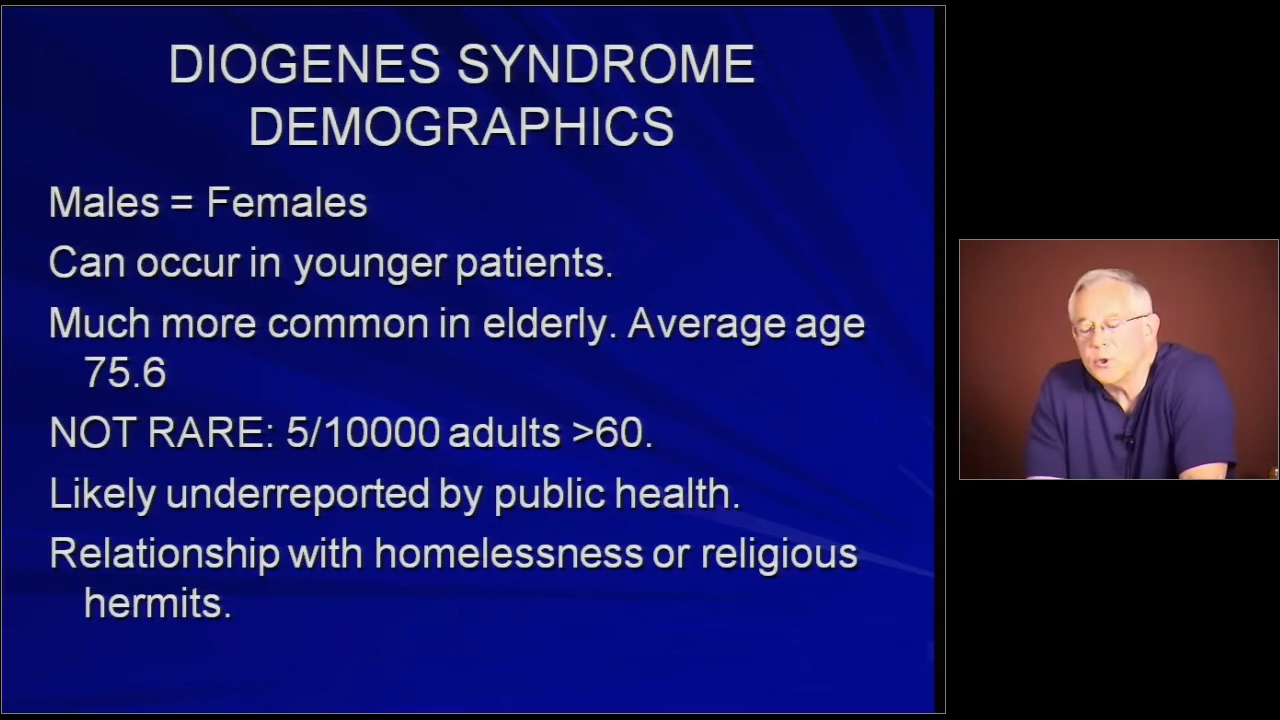 DIOGENES SYNDROME
DEMOGRAPHICS
Males = Females
Can occur in younger patients.
Much more common in elderly. Average age
75.6
NOT RARE: 5/10000 adults >60.
Likely underreported by public health.
Relationship with homelessness or religious
hermits.